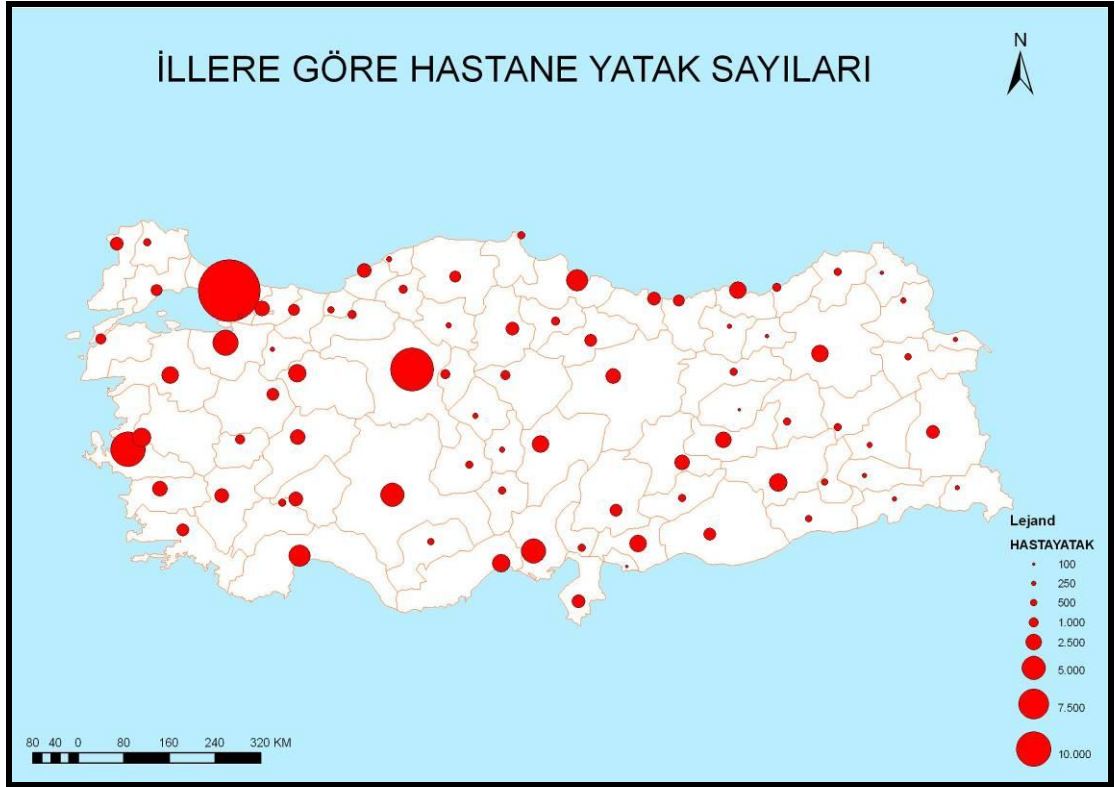 İLLERE GÖRE HASTANE YATAK SAYILARI
N
Lejand
HASTAYATAK
100
250
500
1.000
2.500
5.000
7.500
10.000
80 40 0 80 160 240 320 KM